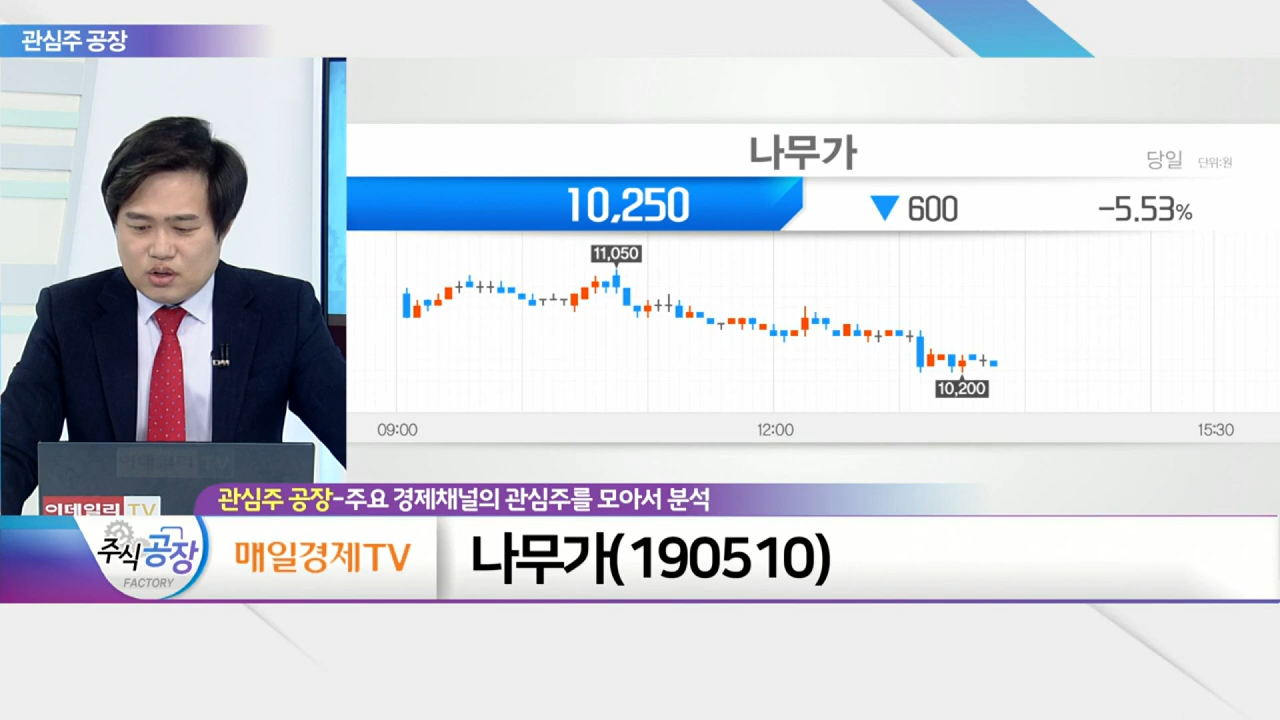 관심주 공장
나무가
당일 단위:원
10,250 ▼ 600 -5.53%
11,050
10,200
09:00 12:00 15:30
이데일리 TV
관심주 공장-주요 경제채널의 관심주를 모아서 분석
주식공장
FACTORY
매일경제TV
나무가(190510)